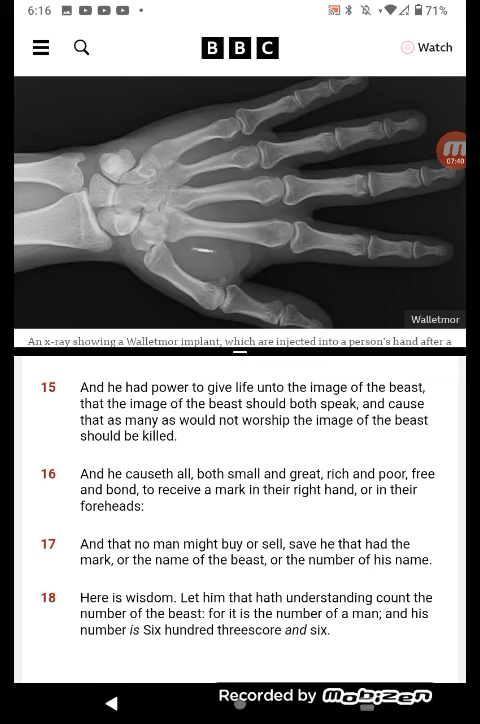 6:16
71%
BBC
Watch
07:40
Walletmor
An x-ray showing a Walletmor implant, which are injected into a person's hand after a
15 And he had power to give life unto the image of the beast,
that the image of the beast should both speak, and cause
that as many as would not worship the image of the beast
should be killed.
16 And he causeth all, both small and great, rich and poor, free
and bond, to receive a mark in their right hand, or in their
foreheads:
17 And that no man might buy or sell, save he that had the
mark, or the name of the beast, or the number of his name.
18 Here is wisdom. Let him that hath understanding count the
number of the beast: for it is the number of a man; and his
number is Six hundred threescore and six.
Recorded by Mobizen